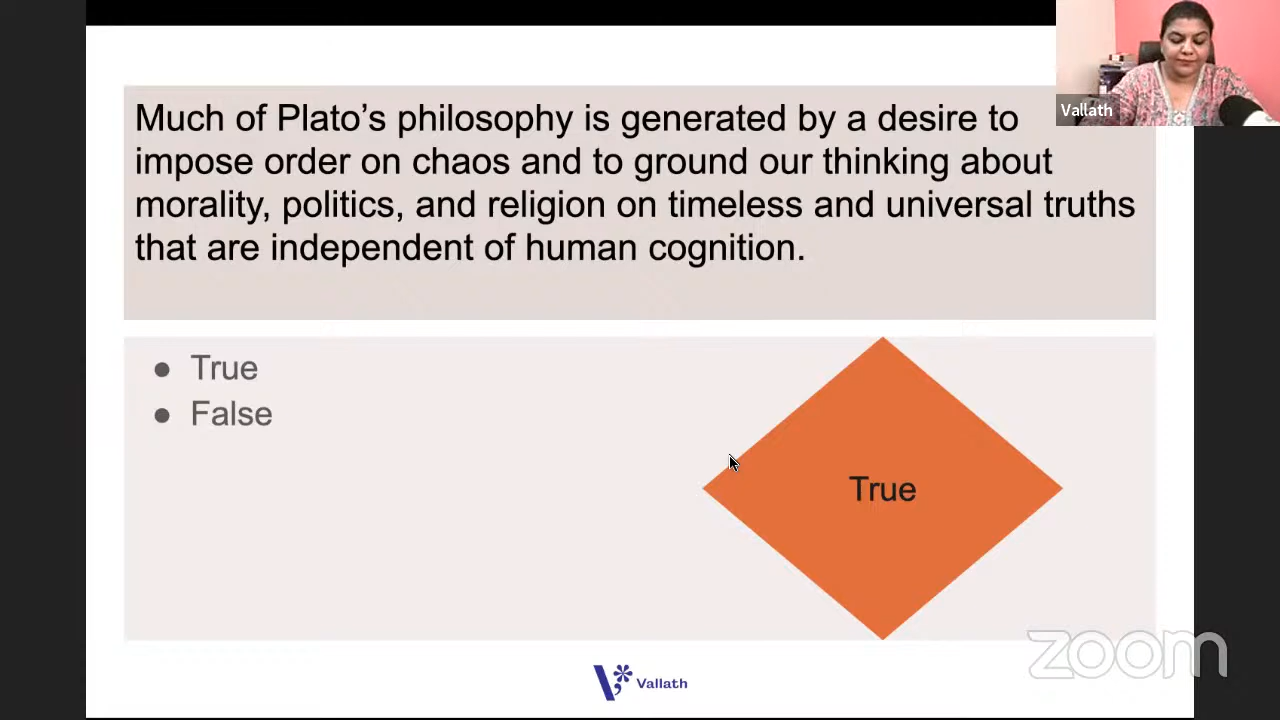 Much of Plato’s philosophy is generated by a desire to
impose order on chaos and to ground our thinking about
morality, politics, and religion on timeless and universal truths
that are independent of human cognition.
Vallath
● True
● False
True
zoom
Vallath